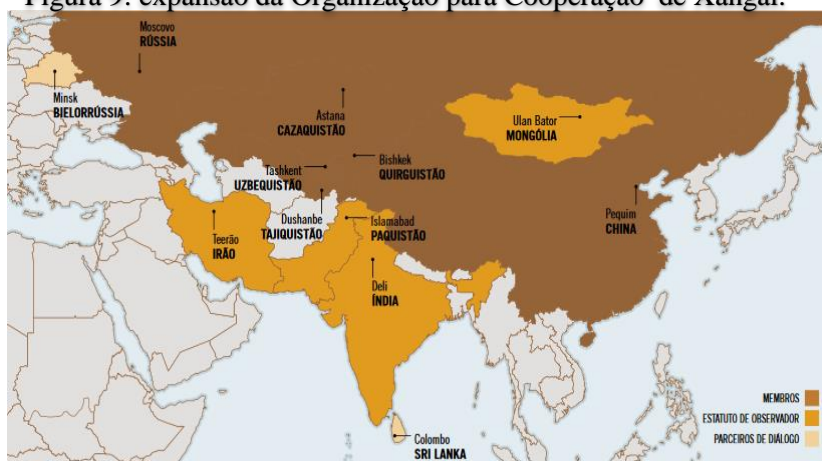 Figura 9: expansão da Organização para Cooperação de Xangai.
Moscovo
RÚSSIA
Minsk
BIELORRÚSSIA
Astana
CAZAQUISTÃO
Ulan Bator
MONGÓLIA
Bishkek
QUIRGUISTÃO
Tashkent
UZBEQUISTÃO
Dushanbe
TAJIQUISTÃO
Islamabad
PAQUISTÃO
Pequim
CHINA
Teerão
IRÃO
Deli
ÍNDIA
Colombo
SRI LANKA
MEMBROS
ESTATUTO DE OBSERVADOR
PARCEIROS DE DIÁLOGO